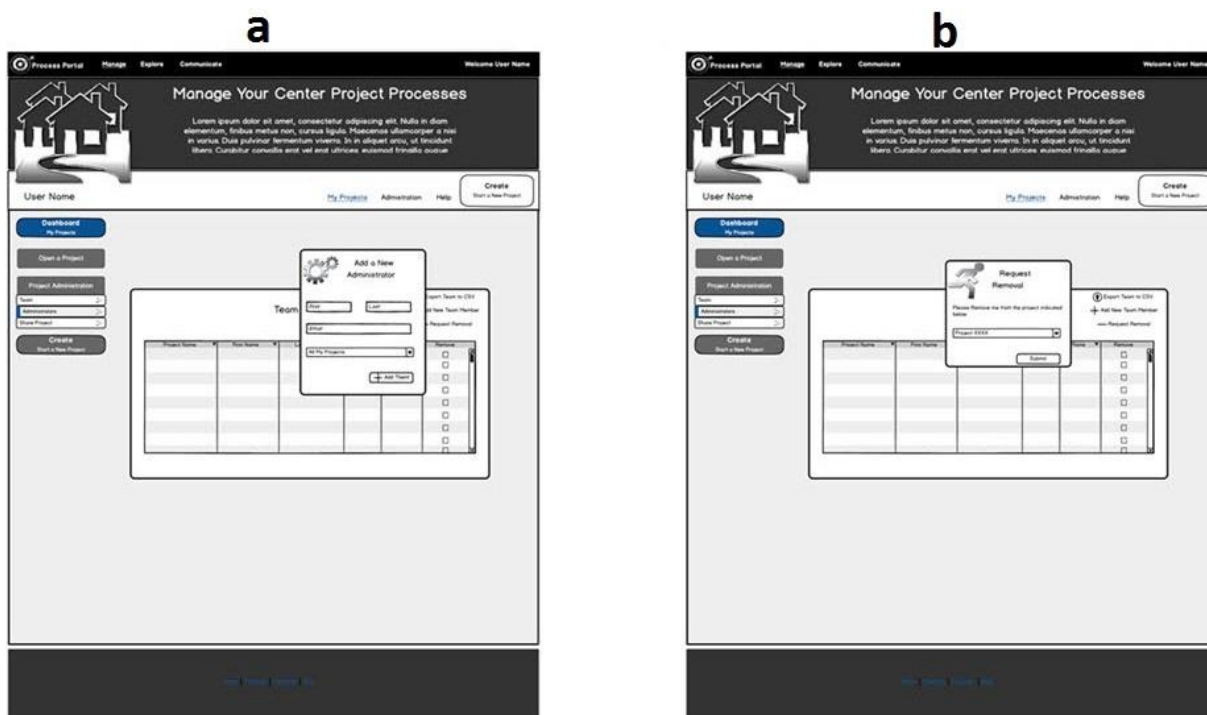 a
Process Portal Manage Explore Communicate Welcome User Name
Manage Your Center Project Processes
Lorem ipsum dolor sit amet, consectetur adipiscing elit. Nulla in diam
elementum, finibus metus non, cursus ligula. Maecenas ullamcorper a nisi
in varius. Duis pulvinar fermentum viverra. In in aliquet arcu, ut tincidunt
libero. Curabitur convallis erat vel erat ultrices euismod fringilla augue
User Name My Projects Administration Help Create
Start a New Project
Dashboard
My Projects
Open a Project
Project Administration
Team
Administrators
Share Project
Create
Start a New Project
Add a New
Administrator
First Last
Email
All My Projects
Add Them!
Team
Export Team to CSV
New Team Member
Request Removal
Project Name First Name Remove
b
Process Portal Manage Explore Communicate Welcome User Name
Manage Your Center Project Processes
Lorem ipsum dolor sit amet, consectetur adipiscing elit. Nulla in diam
elementum, finibus metus non, cursus ligula. Maecenas ullamcorper a nisi
in varius. Duis pulvinar fermentum viverra. In in aliquet arcu, ut tincidunt
libero. Curabitur convallis erat vel erat ultrices euismod fringilla augue
User Name My Projects Administration Help Create
Start a New Project
Dashboard
My Projects
Open a Project
Project Administration
Team
Administrators
Share Project
Create
Start a New Project
Request
Removal
Please Remove me from the project indicated
below
Project XXXX
Submit
Export Team to CSV
Add New Team Member
Request Removal
Project Name First Name Name Remove